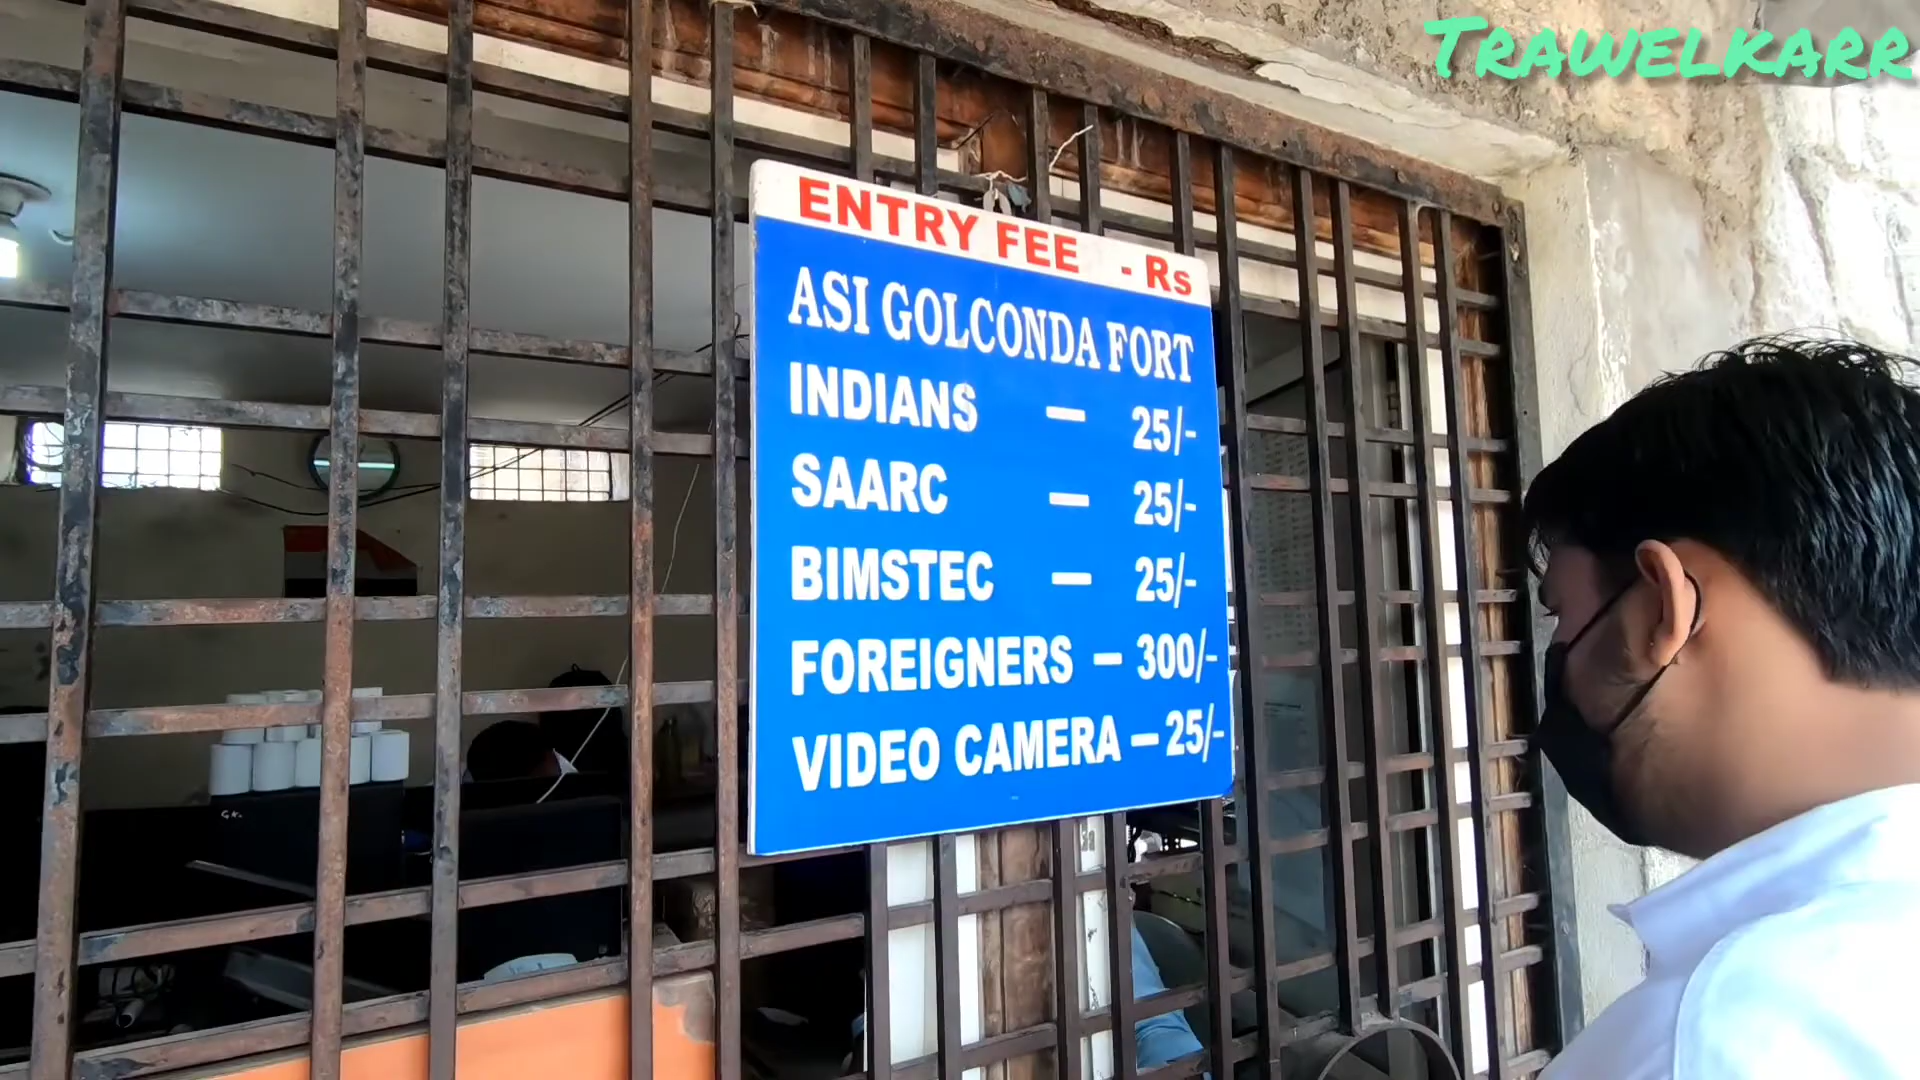 TRAWELKARR
ENTRY FEE - Rs
ASI GOLCONDA FORT
INDIANS — 25/-
SAARC — 25/-
BIMSTEC — 25/-
FOREIGNERS — 300/-
VIDEO CAMERA — 25/-